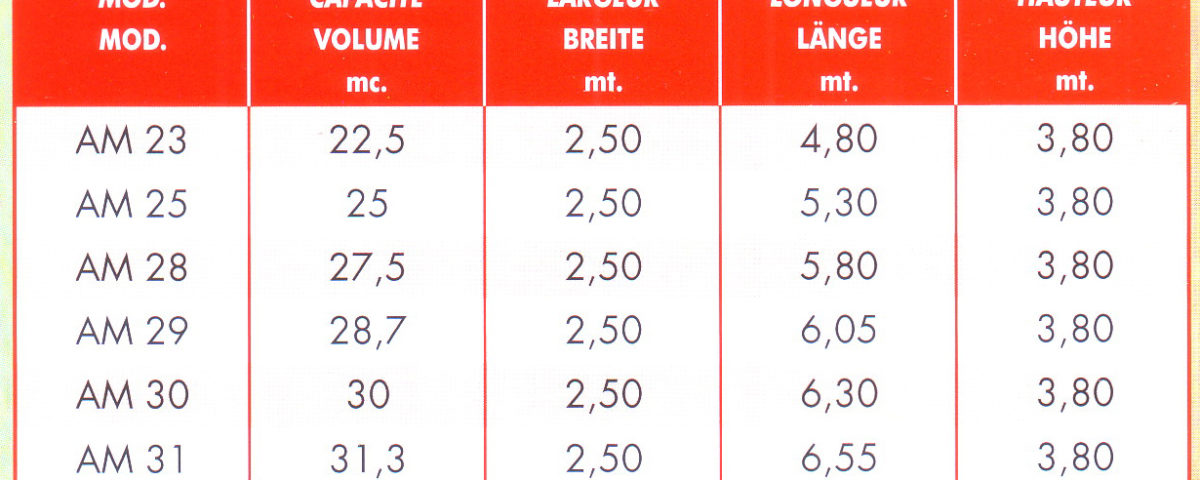 MOD. CAPACITÉ LARGEUR LONGUEUR HAUTEUR
MOD. VOLUME BREITE LÄNGE HÖHE
mc. mt. mt. mt.
AM 23 22,5 2,50 4,80 3,80
AM 25 25 2,50 5,30 3,80
AM 28 27,5 2,50 5,80 3,80
AM 29 28,7 2,50 6,05 3,80
AM 30 30 2,50 6,30 3,80
AM 31 31,3 2,50 6,55 3,80